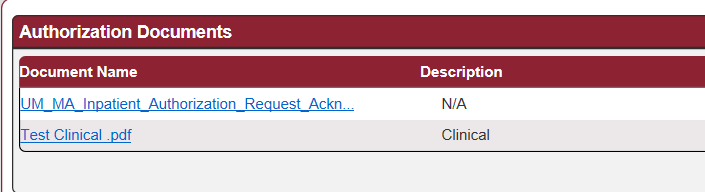 Authorization Documents
Document Name Description
UM_MA_Inpatient_Authorization_Request_Ackn... N/A
Test Clinical .pdf Clinical